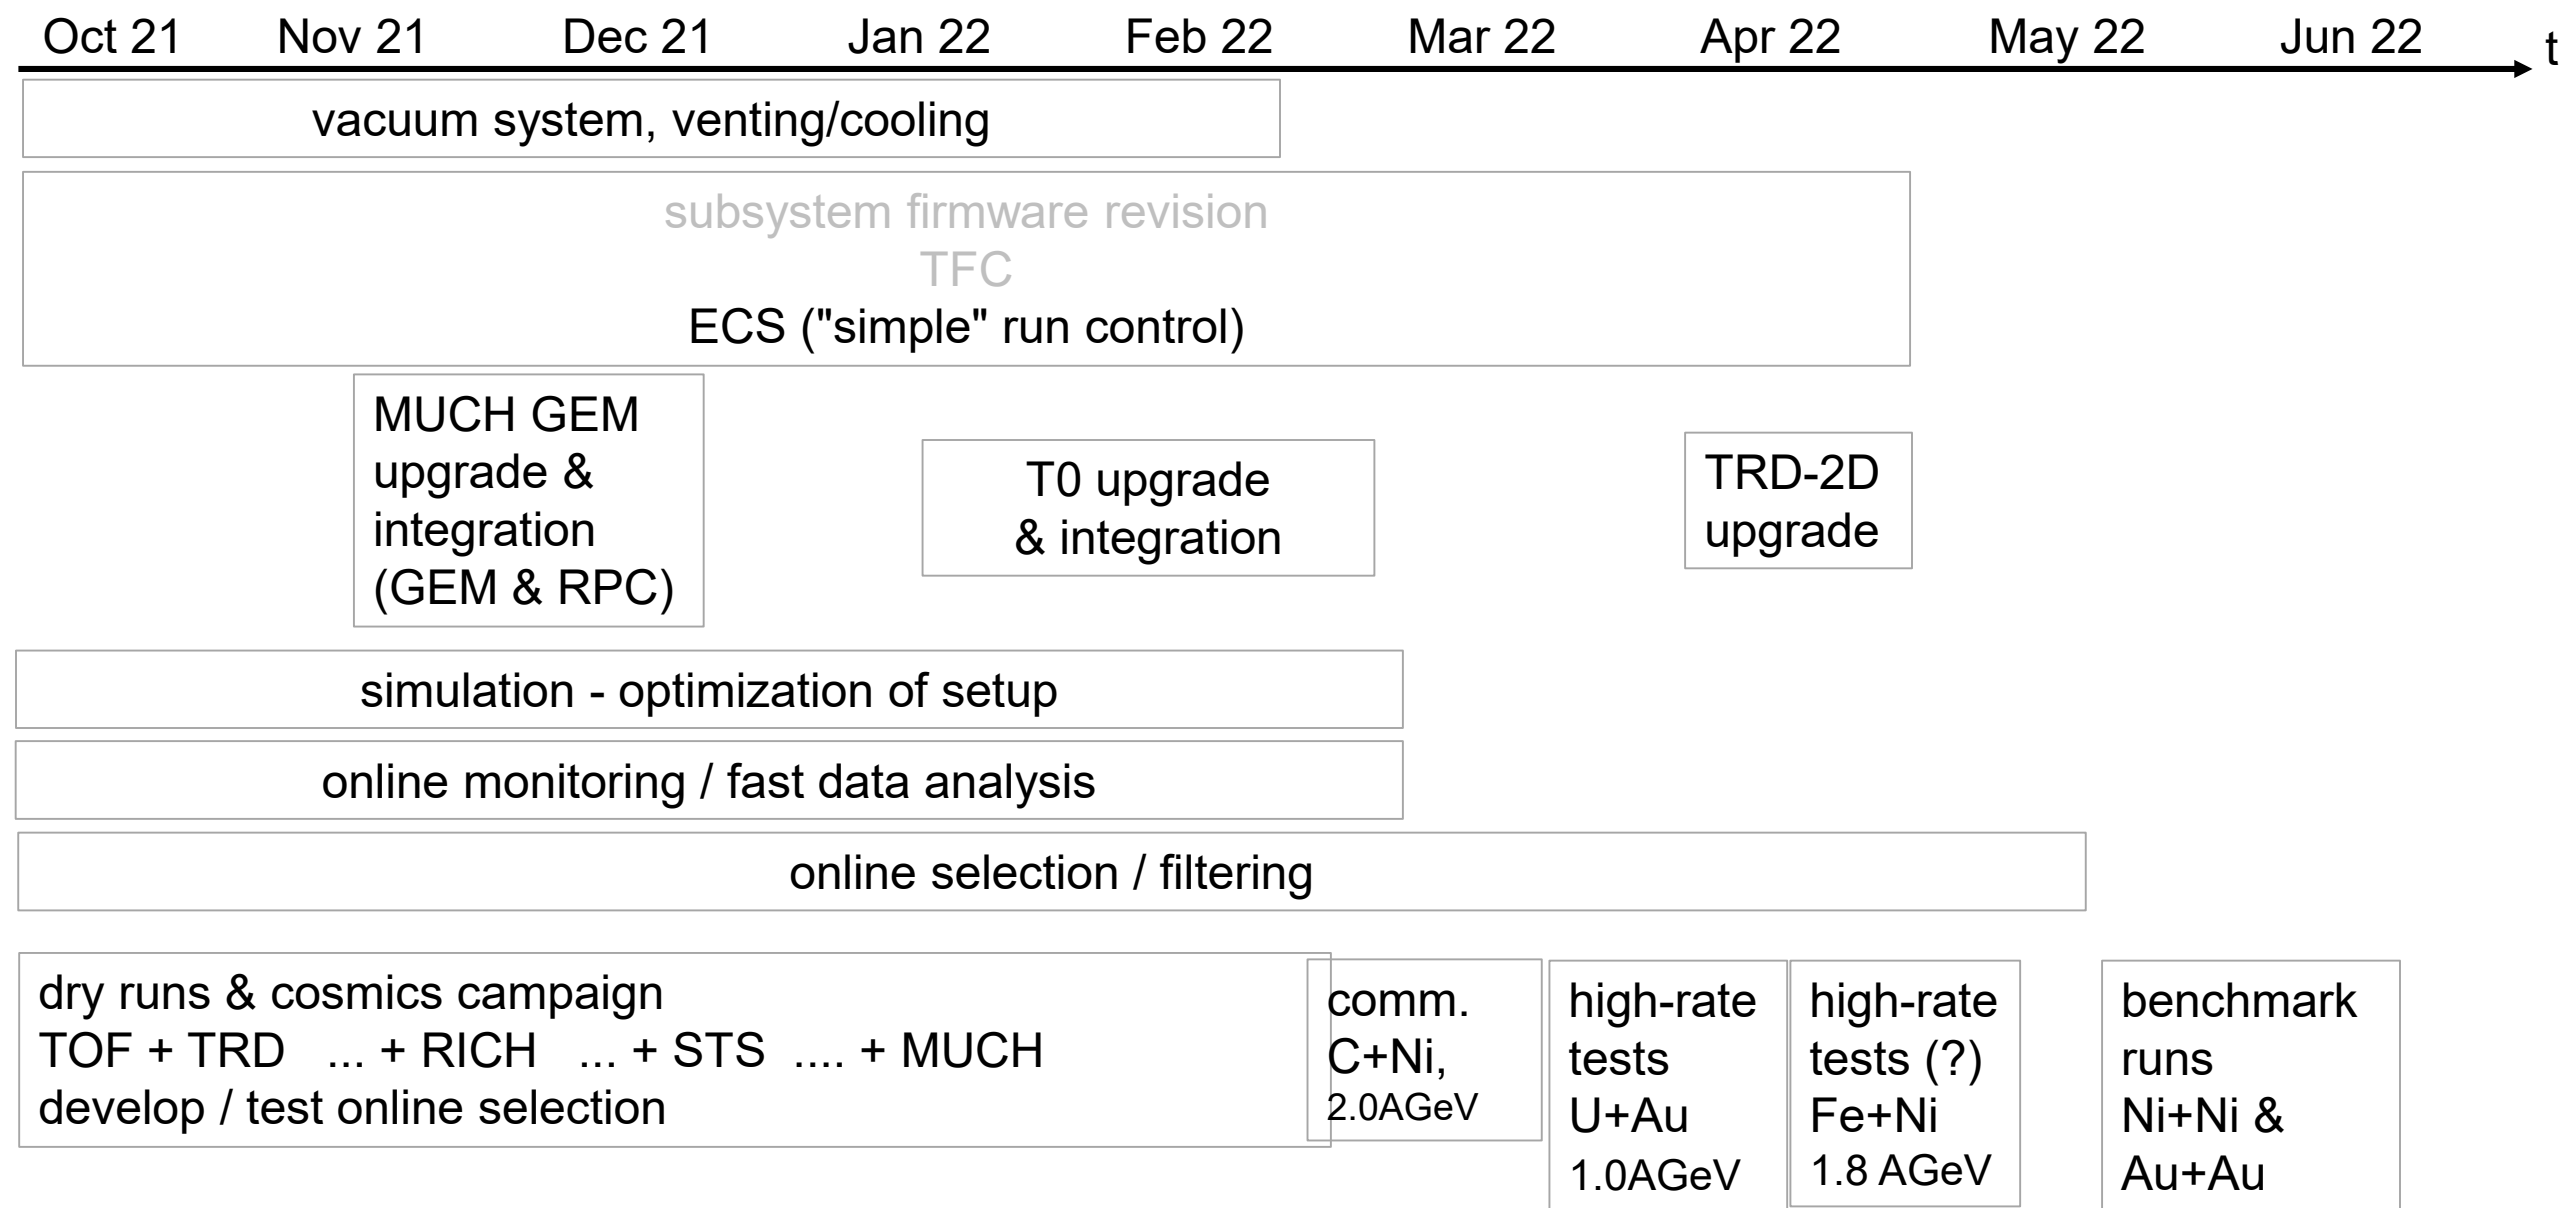 Oct 21 Nov 21 Dec 21 Jan 22 Feb 22 Mar 22 Apr 22 May 22 Jun 22 t
vacuum system, venting/cooling
subsystem firmware revision
TFC
ECS ("simple" run control)
MUCH GEM
upgrade &
integration
(GEM & RPC)
T0 upgrade
& integration
TRD-2D
upgrade
simulation - optimization of setup
online monitoring / fast data analysis
online selection / filtering
dry runs & cosmics campaign
TOF + TRD ... + RICH ... + STS .... + MUCH
develop / test online selection
comm.
C+Ni,
2.0AGeV
high-rate
tests
U+Au
1.0AGeV
high-rate
tests (?)
Fe+Ni
1.8 AGeV
benchmark
runs
Ni+Ni &
Au+Au